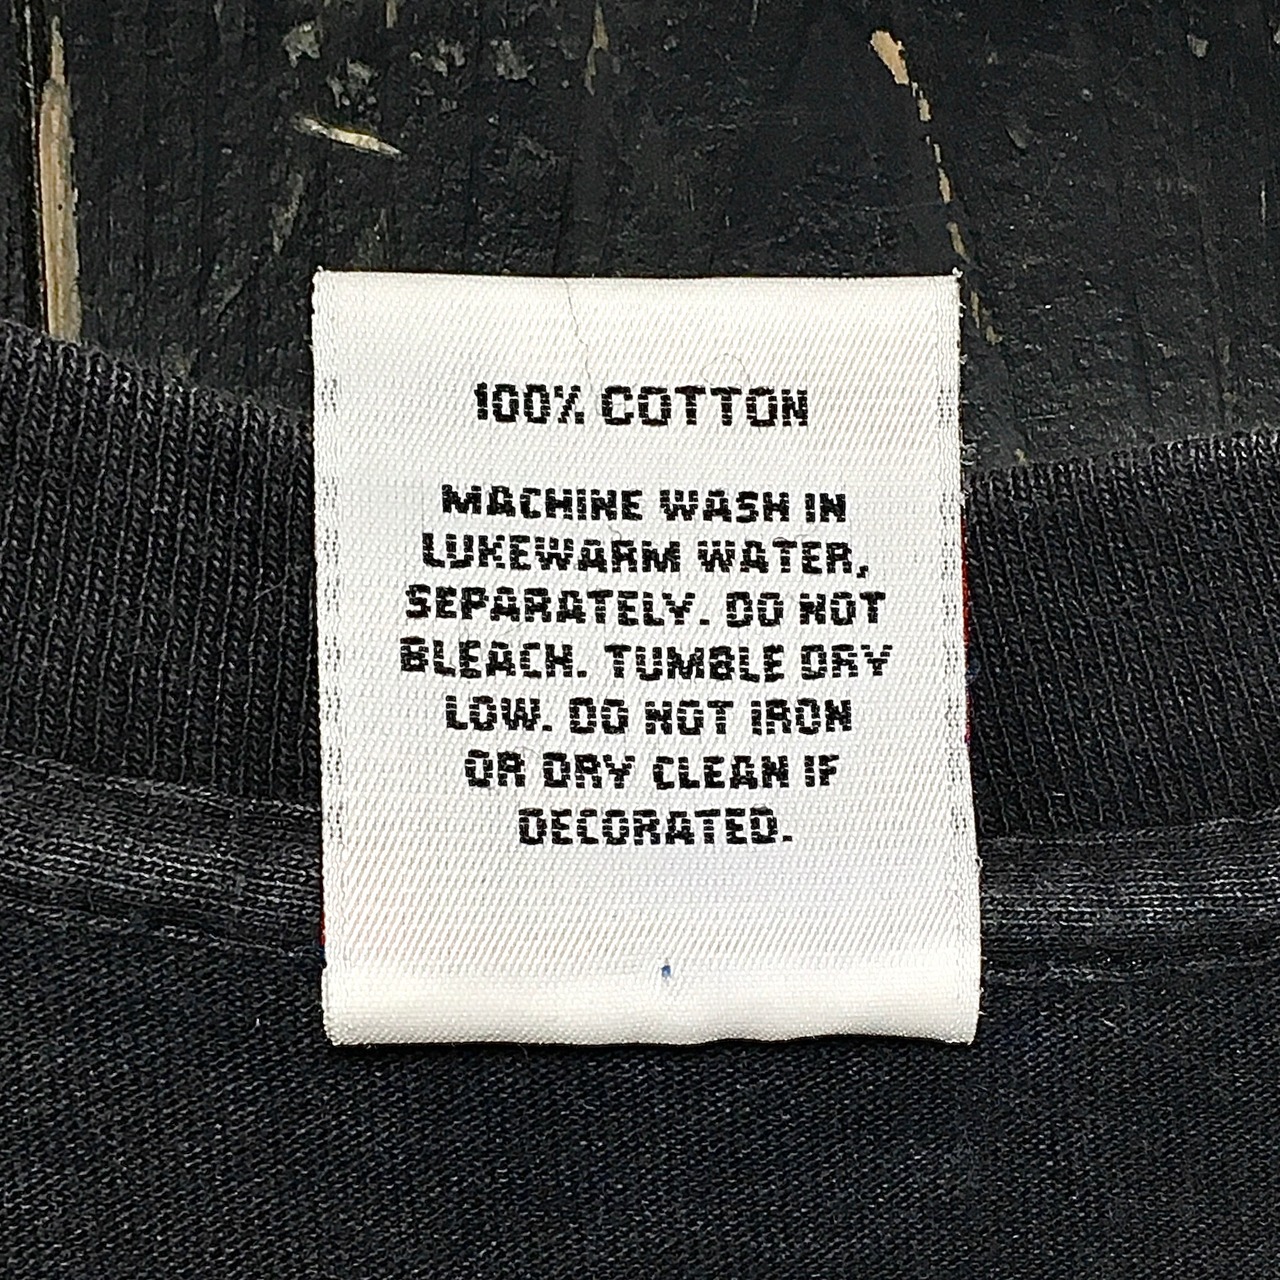 100% COTTON
MACHINE WASH IN
LUKEWARM WATER,
SEPARATELY. DO NOT
BLEACH. TUMBLE DRY
LOW. DO NOT IRON
OR DRY CLEAN IF
DECORATED.